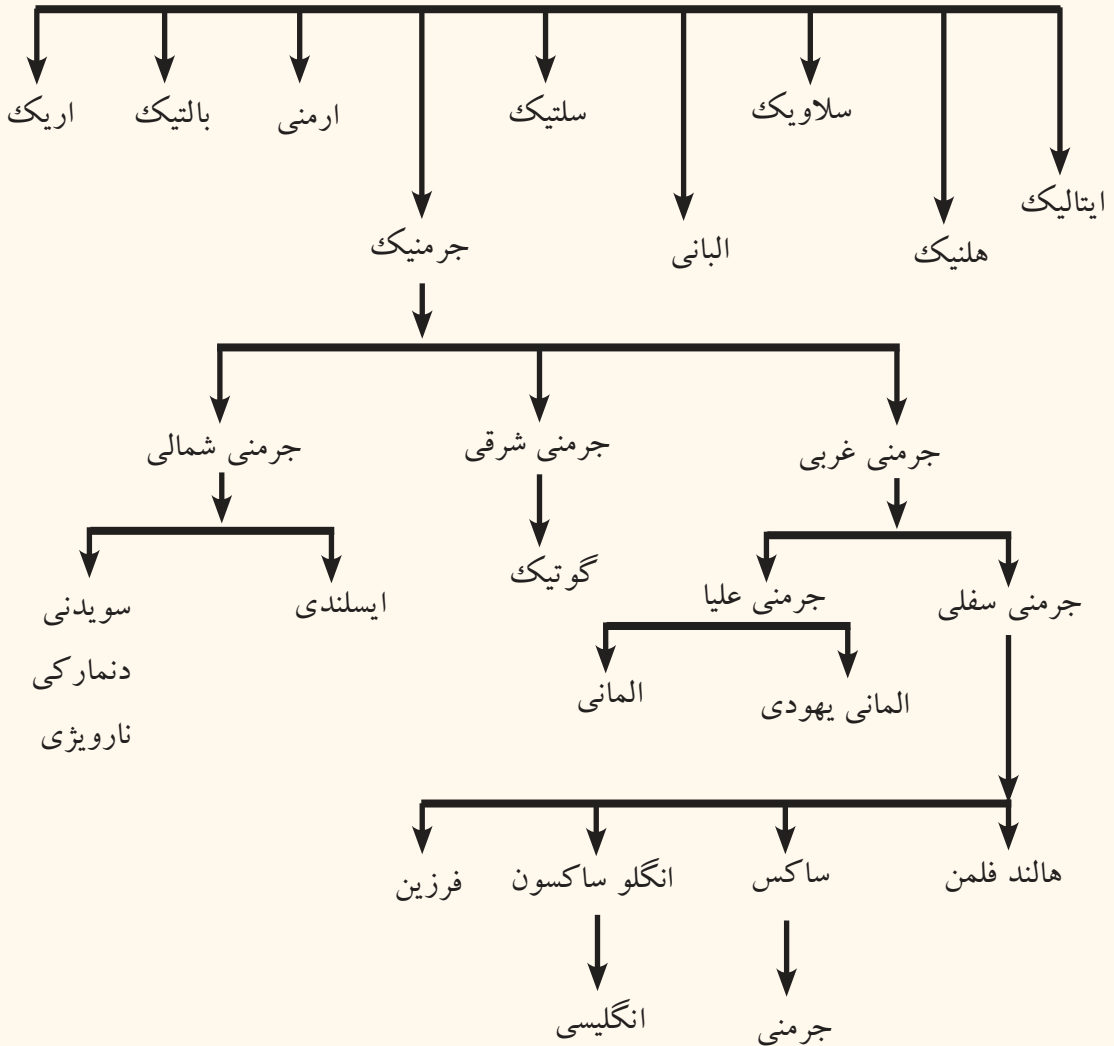 ایتالیک
هلنیک
سلاویک
البانی
سلتیک
جرمنیک
ارمنی
بالتیک
اریک
جرمنی غربی
جرمنی شرقی
جرمنی شمالی
جرمنی سفلی
جرمنی علیا
گوتیک
ایسلندی
سویدنی
دنمارکی
نارویژی
المانی یهودی
المانی
هالند فلمن
ساکس
انگلو ساکسون
فرزین
جرمنی
انگلیسی